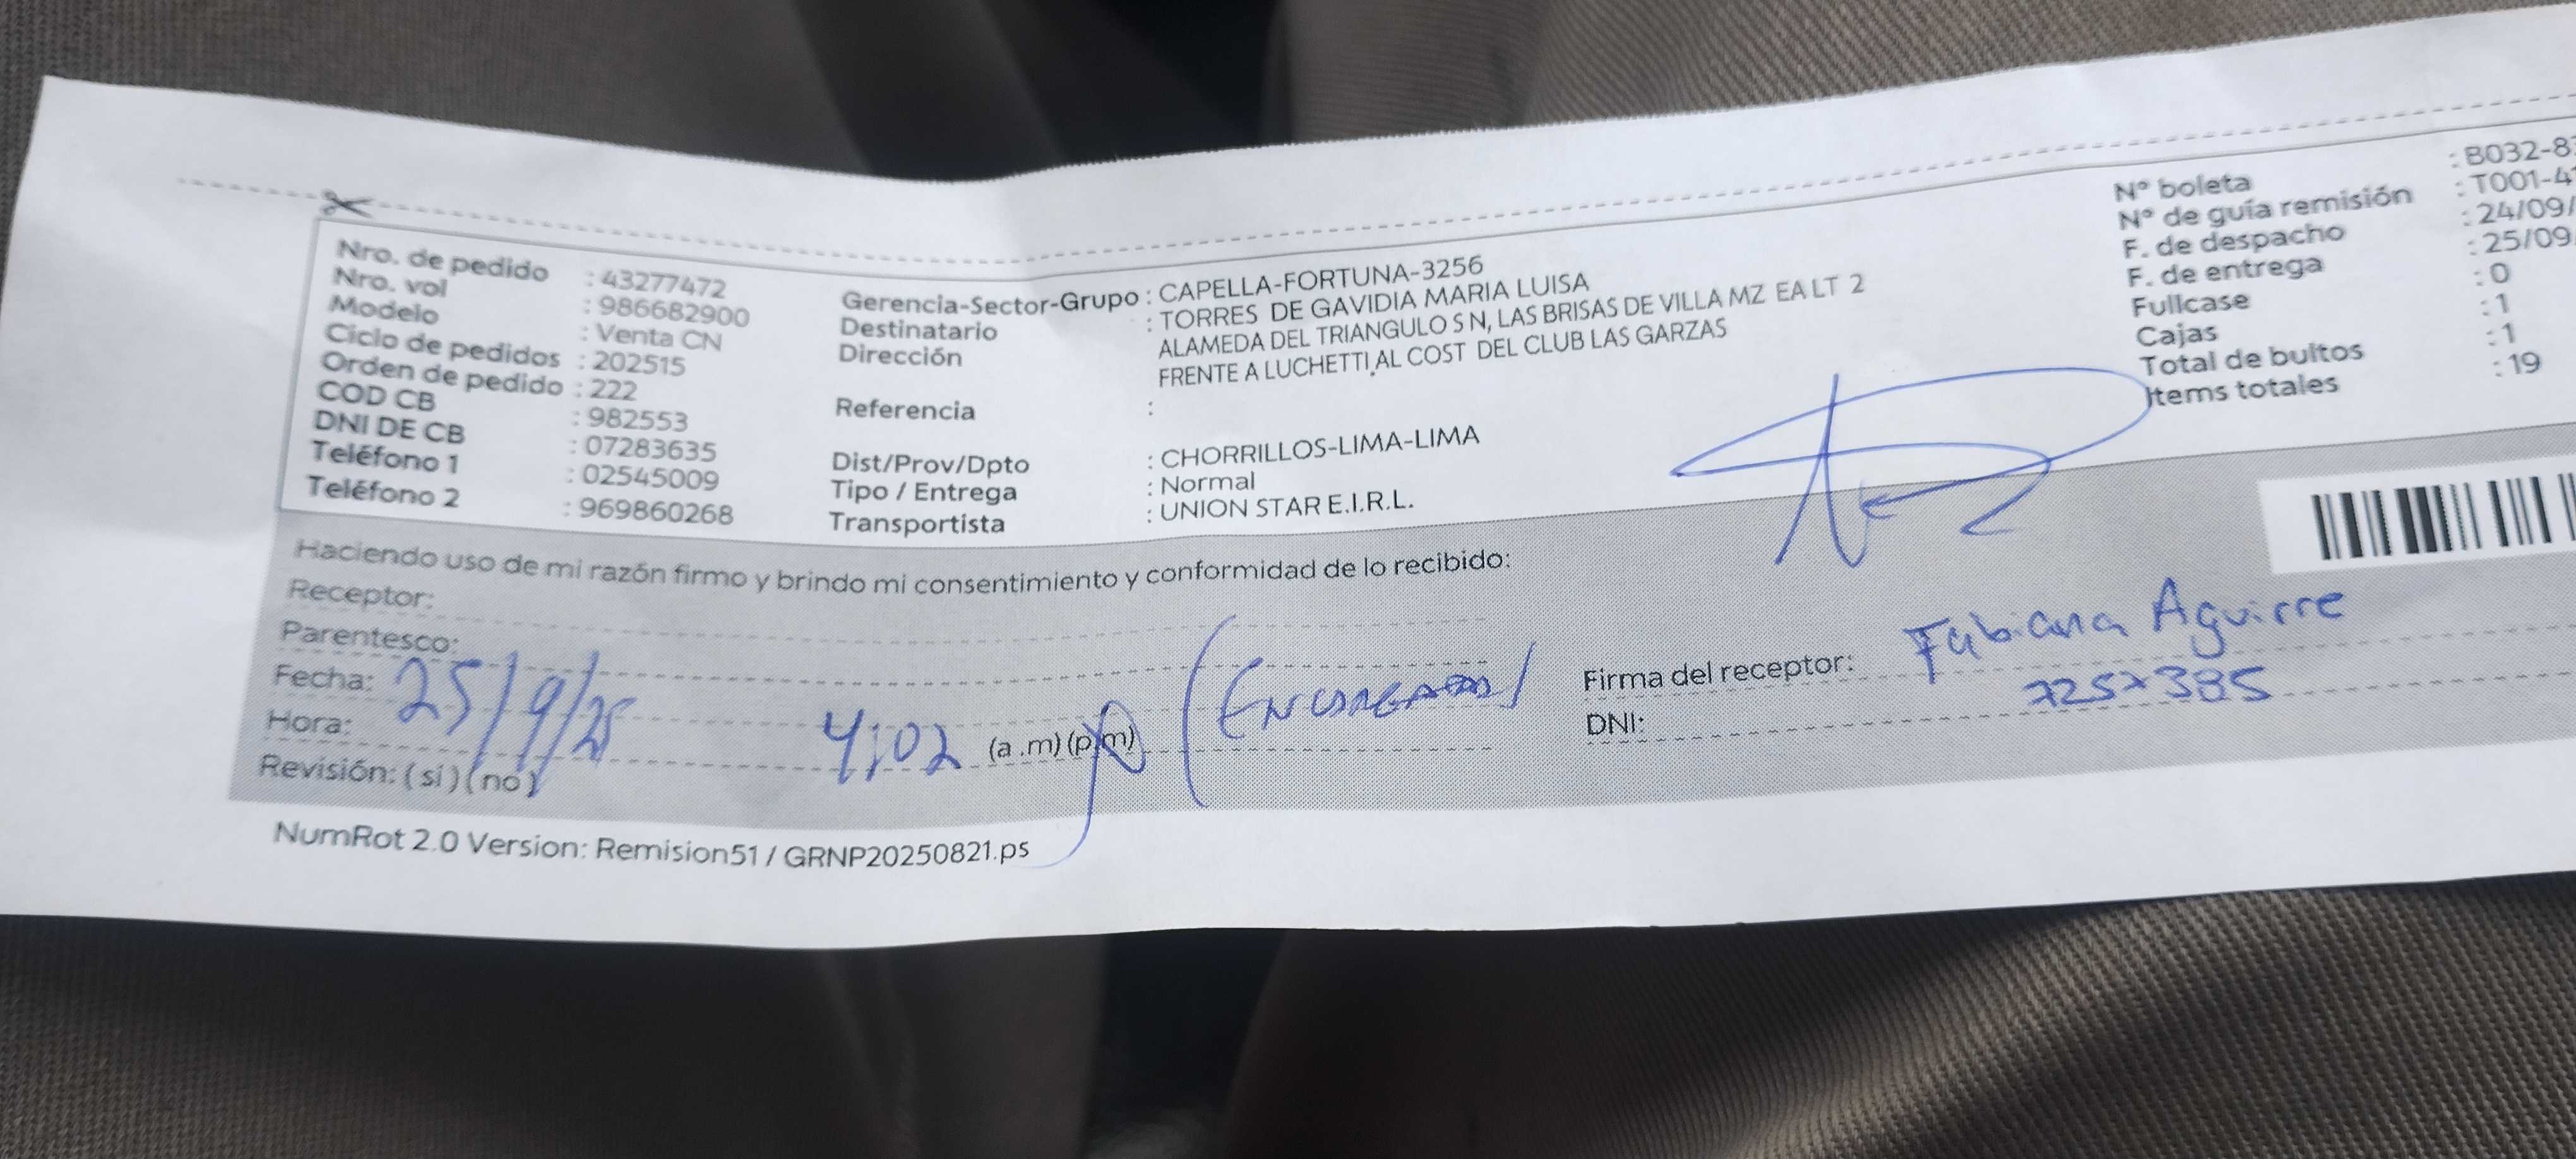 Nro. de pedido : 43277472
Nro. vol : 986682900
Modelo : Venta CN
Ciclo de pedidos : 202515
Orden de pedido : 222
COD CB : 982553
DNI DE CB : 07283635
Teléfono 1 : 02545009
Teléfono 2 : 969860268
Gerencia-Sector-Grupo : CAPELLA-FORTUNA-3256
Destinatario : TORRES DE GAVIDIA MARIA LUISA
Dirección ALAMEDA DEL TRIANGULO S N, LAS BRISAS DE VILLA MZ EA LT 2
FRENTE A LUCHETTI,AL COST DEL CLUB LAS GARZAS
Referencia :
Dist/Prov/Dpto : CHORRILLOS-LIMA-LIMA
Tipo / Entrega : Normal
Transportista : UNION STAR E.I.R.L.
N° boleta : B032-8
N° de guía remisión : T001-4
F. de despacho : 24/09/
F. de entrega : 25/09
Fullcase : 0
Cajas : 1
Total de bultos : 1
Items totales : 19
Haciendo uso de mi razón firmo y brindo mi consentimiento y conformidad de lo recibido:
Receptor:
Parentesco:
Fecha: 25/9/25
Hora: 4:02 (a .m) (p.m) (Encargada)
Revisión: ( si ) ( no )
Firma del receptor: Fabiana Aguirre
DNI: 7257385
NumRot 2.0 Version: Remision51 / GRNP20250821.ps